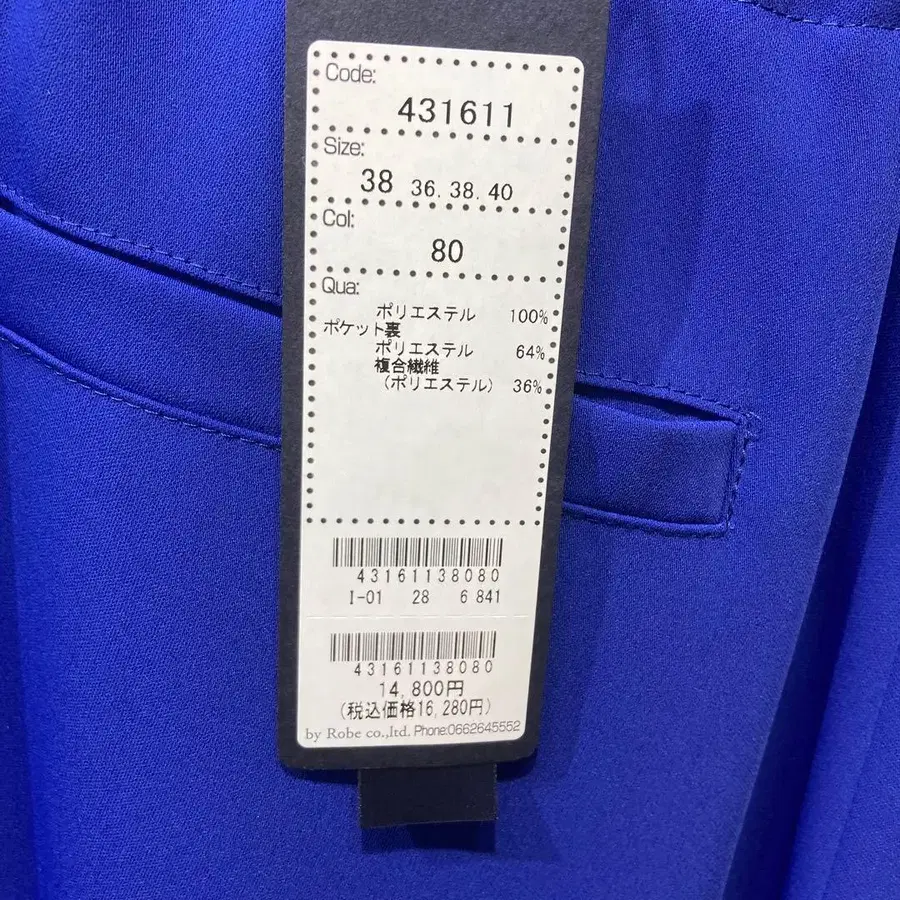 Code:
431611
Size:
38 36. 38. 40
Col:
80
Qua:
ポリエステル 100%
ポケット裏
ポリエステル 64%
複合繊維
(ポリエステル) 36%
43161138080
I-01 28 6 841
43161138080
14,800円
(税込価格16,280円)
by Robe co.,ltd. Phone:0662645552